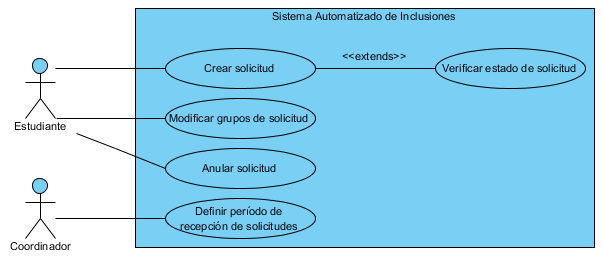 Sistema Automatizado de Inclusiones
Crear solicitud
<<extends>>
Verificar estado de solicitud
Estudiante
Modificar grupos de solicitud
Anular solicitud
Coordinador
Definir período de
recepción de solicitudes